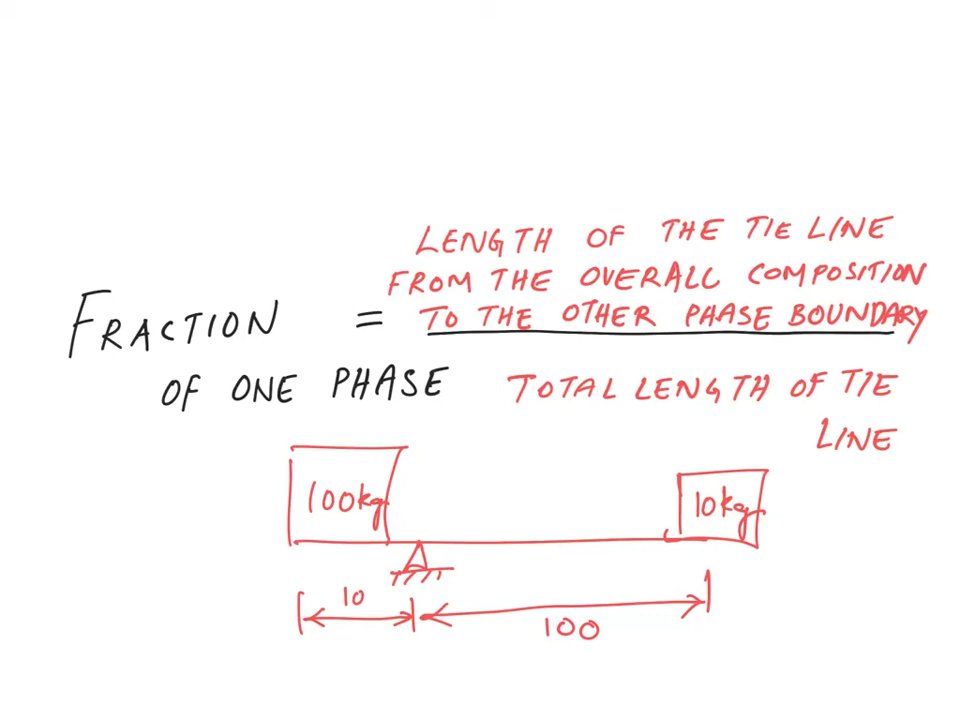 LENGTH OF THE TIE LINE
FROM THE OVERALL COMPOSITION
FRACTION = TO THE OTHER PHASE BOUNDARY
OF ONE PHASE TOTAL LENGTH OF TIE
LINE
100kg 10kg
10
100